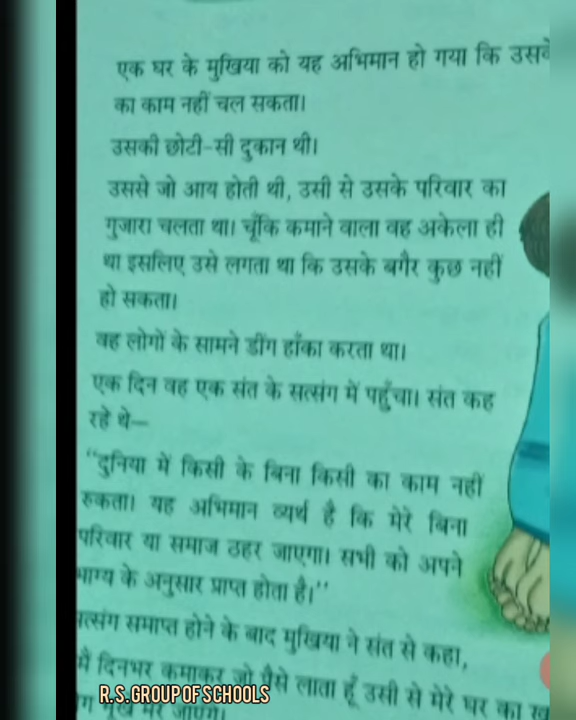 एक घर के मुखिया को यह अभिमान हो गया कि
का काम नहीं चल सकता।
उसकी छोटी-सी दुकान थी।
उससे जो आय होती थी, उसी से उसके परिवार का
गुजारा चलता था। चूँकि कमाने वाला वह अकेला ही
था इसलिए उसे लगता था कि उसके बगैर कुछ नहीं
हो सकता।
वह लोगों के सामने डींग हाँका करता था।
एक दिन वह एक संत के सत्संग में पहुँचा। संत कह
रहे थे—
“दुनिया में किसी के बिना किसी का काम नहीं
रुकता। यह अभिमान व्यर्थ है कि मेरे बिना
परिवार या समाज ठहर जाएगा। सभी को अपने
भाग्य के अनुसार प्राप्त होता है।''
सत्संग समाप्त होने के बाद मुखिया ने संत से कहा,
मैं दिनभर कमाकर जो पैसे लाता हूँ उसी से मेरे घर का
R.S.GROUP OF SCHOOLS